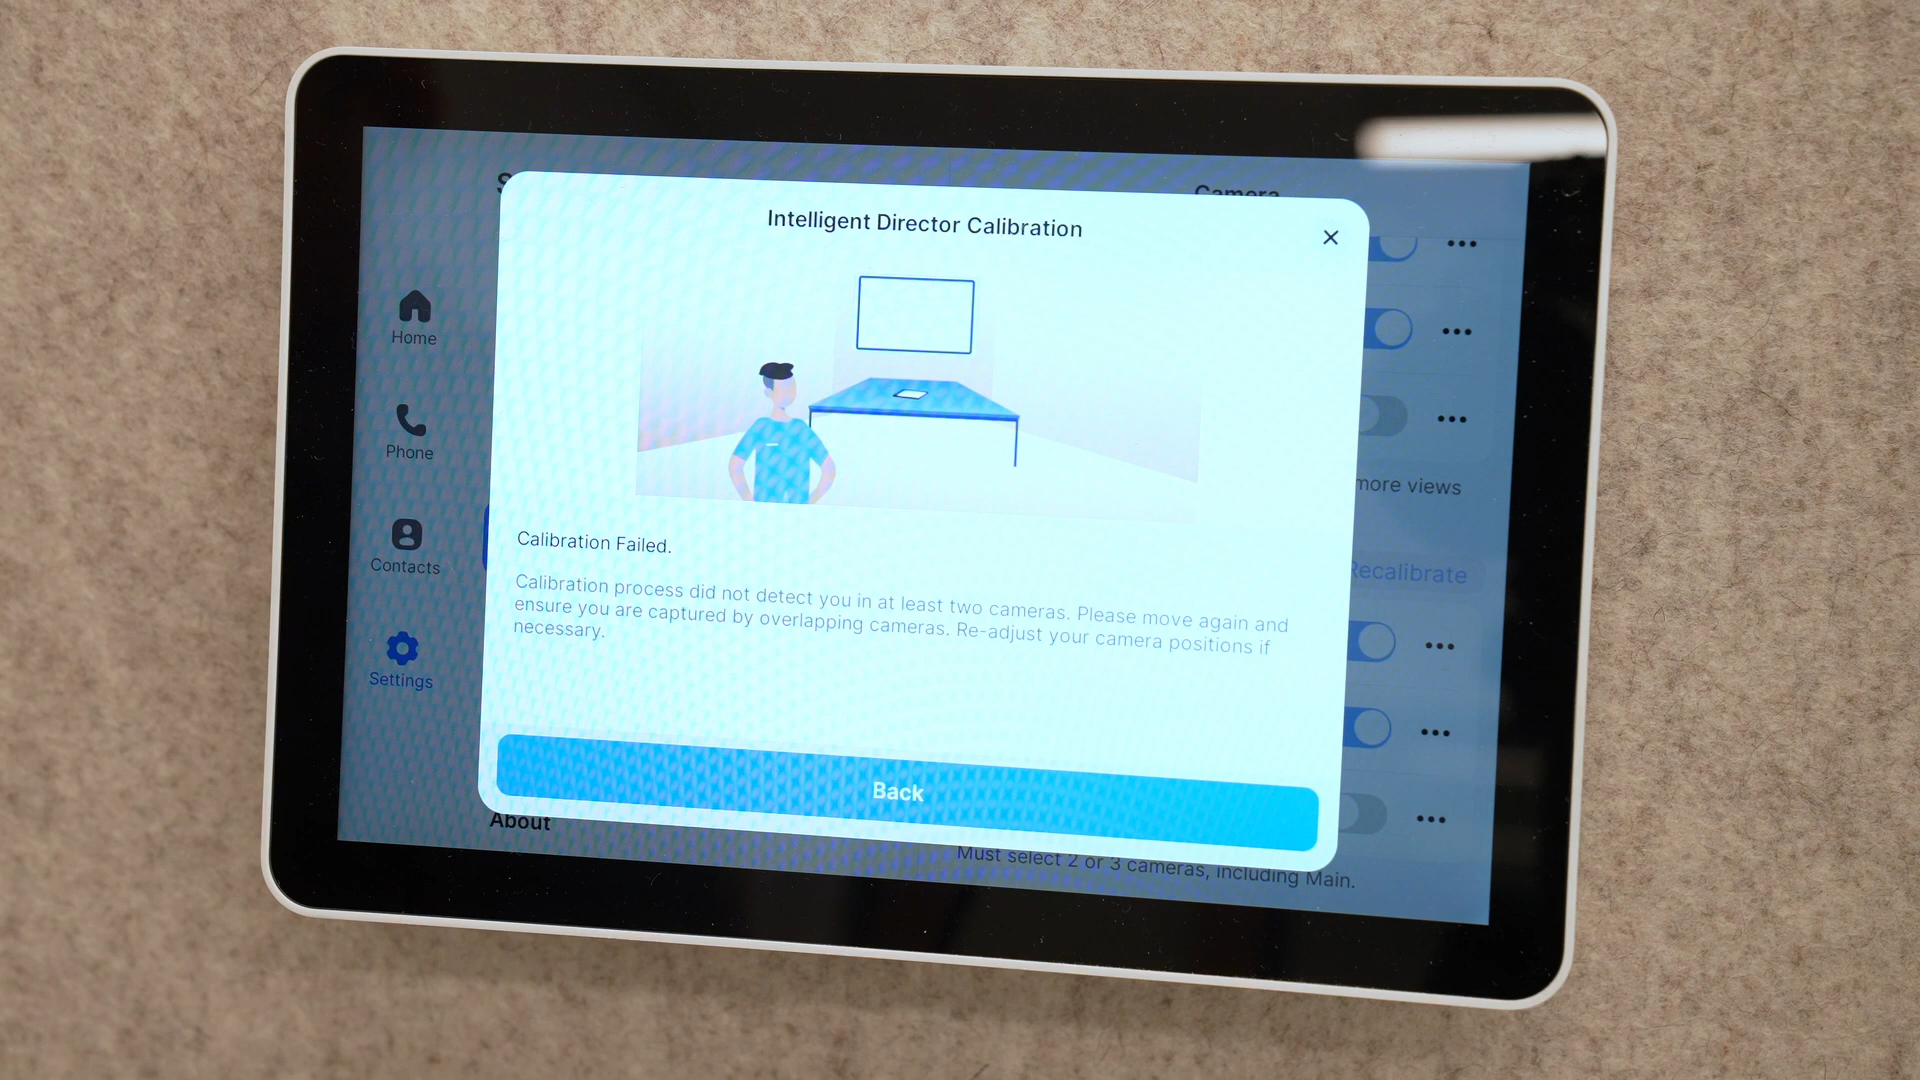 Camera
Intelligent Director Calibration
Home
Phone
Contacts
Settings
more views
Recalibrate
Calibration Failed.
Calibration process did not detect you in at least two cameras. Please move again and
ensure you are captured by overlapping cameras. Re-adjust your camera positions if
necessary.
Back
About
Must select 2 or 3 cameras, including Main.